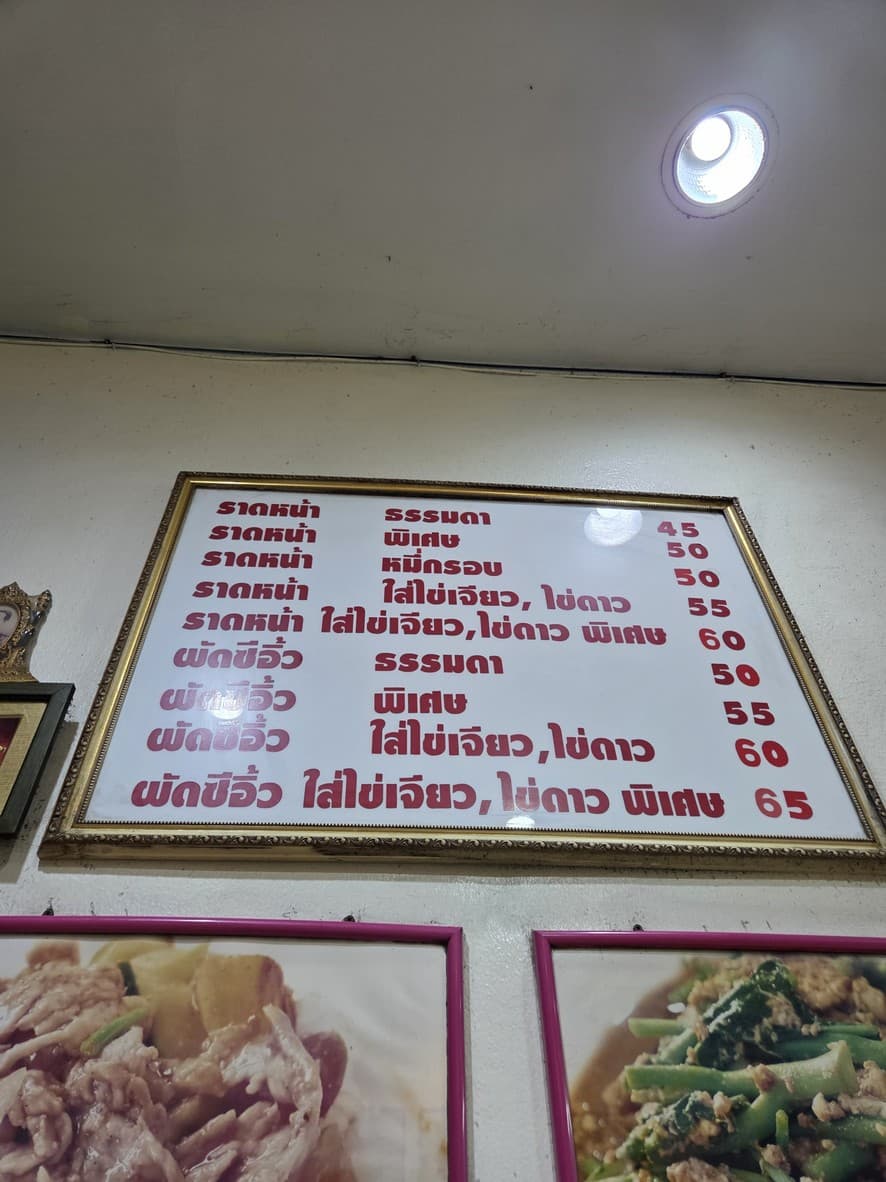 ราดหน้า ธรรมดา 45
ราดหน้า พิเศษ 50
ราดหน้า หมี่กรอบ 50
ราดหน้า ใส่ไข่เจียว, ไข่ดาว 55
ราดหน้า ใส่ไข่เจียว,ไข่ดาว พิเศษ 60
ผัดซีอิ้ว ธรรมดา 50
ผัดซีอิ้ว พิเศษ 55
ผัดซีอิ้ว ใส่ไข่เจียว,ไข่ดาว 60
ผัดซีอิ้ว ใส่ไข่เจียว,ไข่ดาว พิเศษ 65